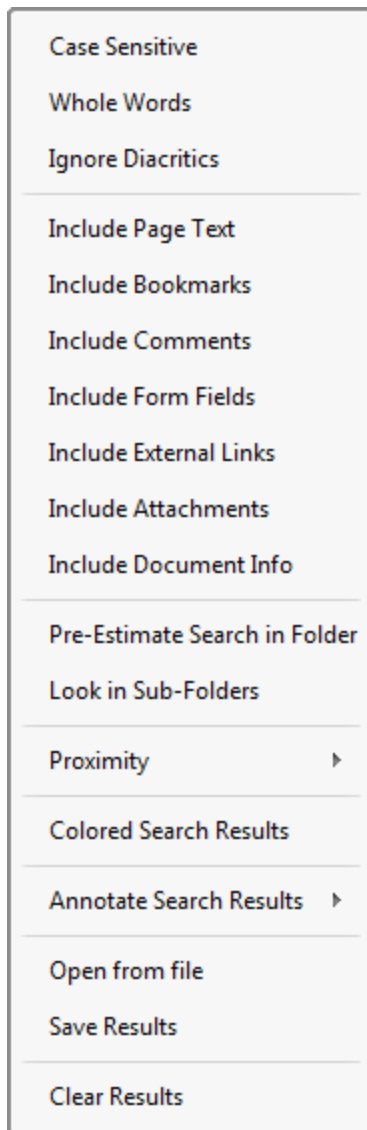 Case Sensitive
Whole Words
Ignore Diacritics
Include Page Text
Include Bookmarks
Include Comments
Include Form Fields
Include External Links
Include Attachments
Include Document Info
Pre-Estimate Search in Folder
Look in Sub-Folders
Proximity
Colored Search Results
Annotate Search Results
Open from file
Save Results
Clear Results